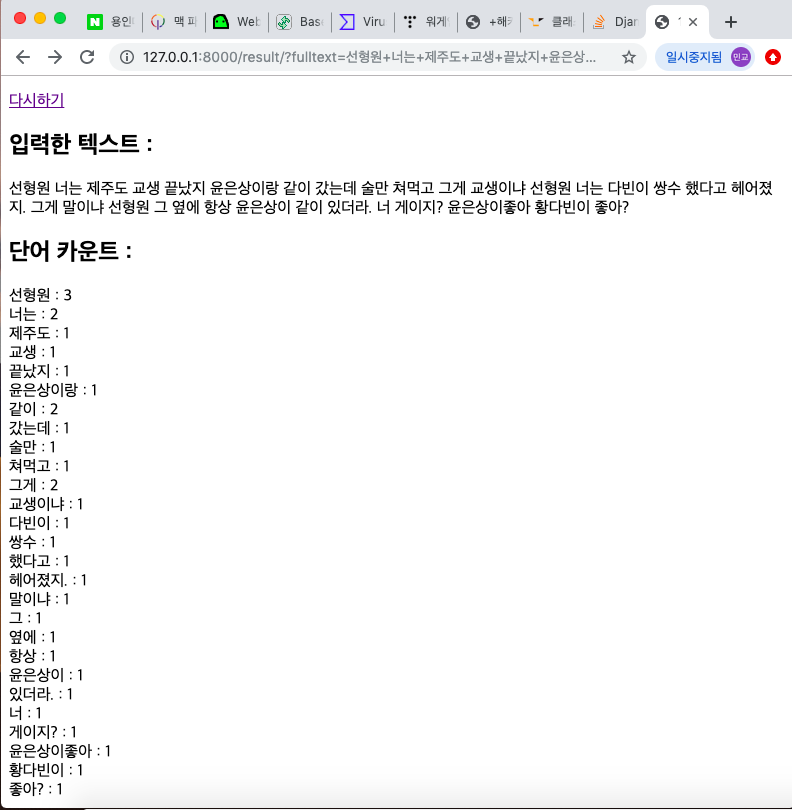 용인
맥 파
Web
Base
Viru
워게
+해커
클래
Djar
127.0.0.1:8000/result/?fulltext=선형원+너는+제주도+교생+끝났지+윤은상...
일시중지됨
민교
다시하기
입력한 텍스트 :
선형원 너는 제주도 교생 끝났지 윤은상이랑 같이 갔는데 술만 쳐먹고 그게 교생이냐 선형원 너는 다빈이 쌍수 했다고 헤어졌
지. 그게 말이냐 선형원 그 옆에 항상 윤은상이 같이 있더라. 너 게이지? 윤은상이좋아 황다빈이 좋아?
단어 카운트 :
선형원 : 3
너는 : 2
제주도 : 1
교생 : 1
끝났지 : 1
윤은상이랑 : 1
같이 : 2
갔는데 : 1
술만 : 1
쳐먹고 : 1
그게 : 2
교생이냐 : 1
다빈이 : 1
쌍수 : 1
했다고 : 1
헤어졌지. : 1
말이냐 : 1
그 : 1
옆에 : 1
항상 : 1
윤은상이 : 1
있더라. : 1
너 : 1
게이지? : 1
윤은상이좋아 : 1
황다빈이 : 1
좋아? : 1